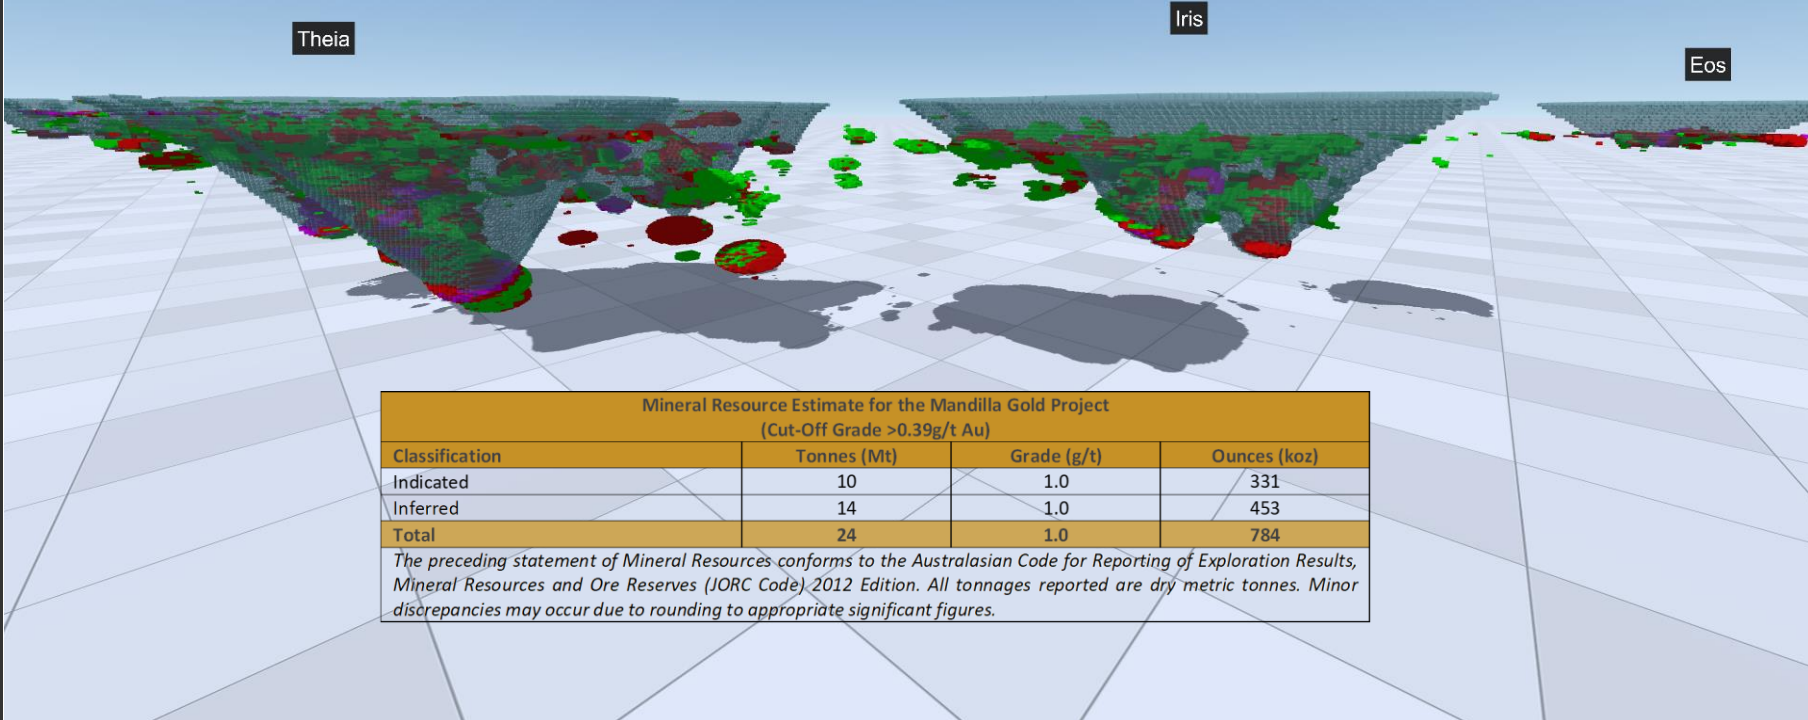 Theia
Iris
Eos
Mineral Resource Estimate for the Mandilla Gold Project
(Cut-Off Grade >0.39g/t Au)
Classification Tonnes (Mt) Grade (g/t) Ounces (koz)
Indicated 10 1.0 331
Inferred 14 1.0 453
Total 24 1.0 784
The preceding statement of Mineral Resources conforms to the Australasian Code for Reporting of Exploration Results,
Mineral Resources and Ore Reserves (JORC Code) 2012 Edition. All tonnages reported are dry metric tonnes. Minor
discrepancies may occur due to rounding to appropriate significant figures.